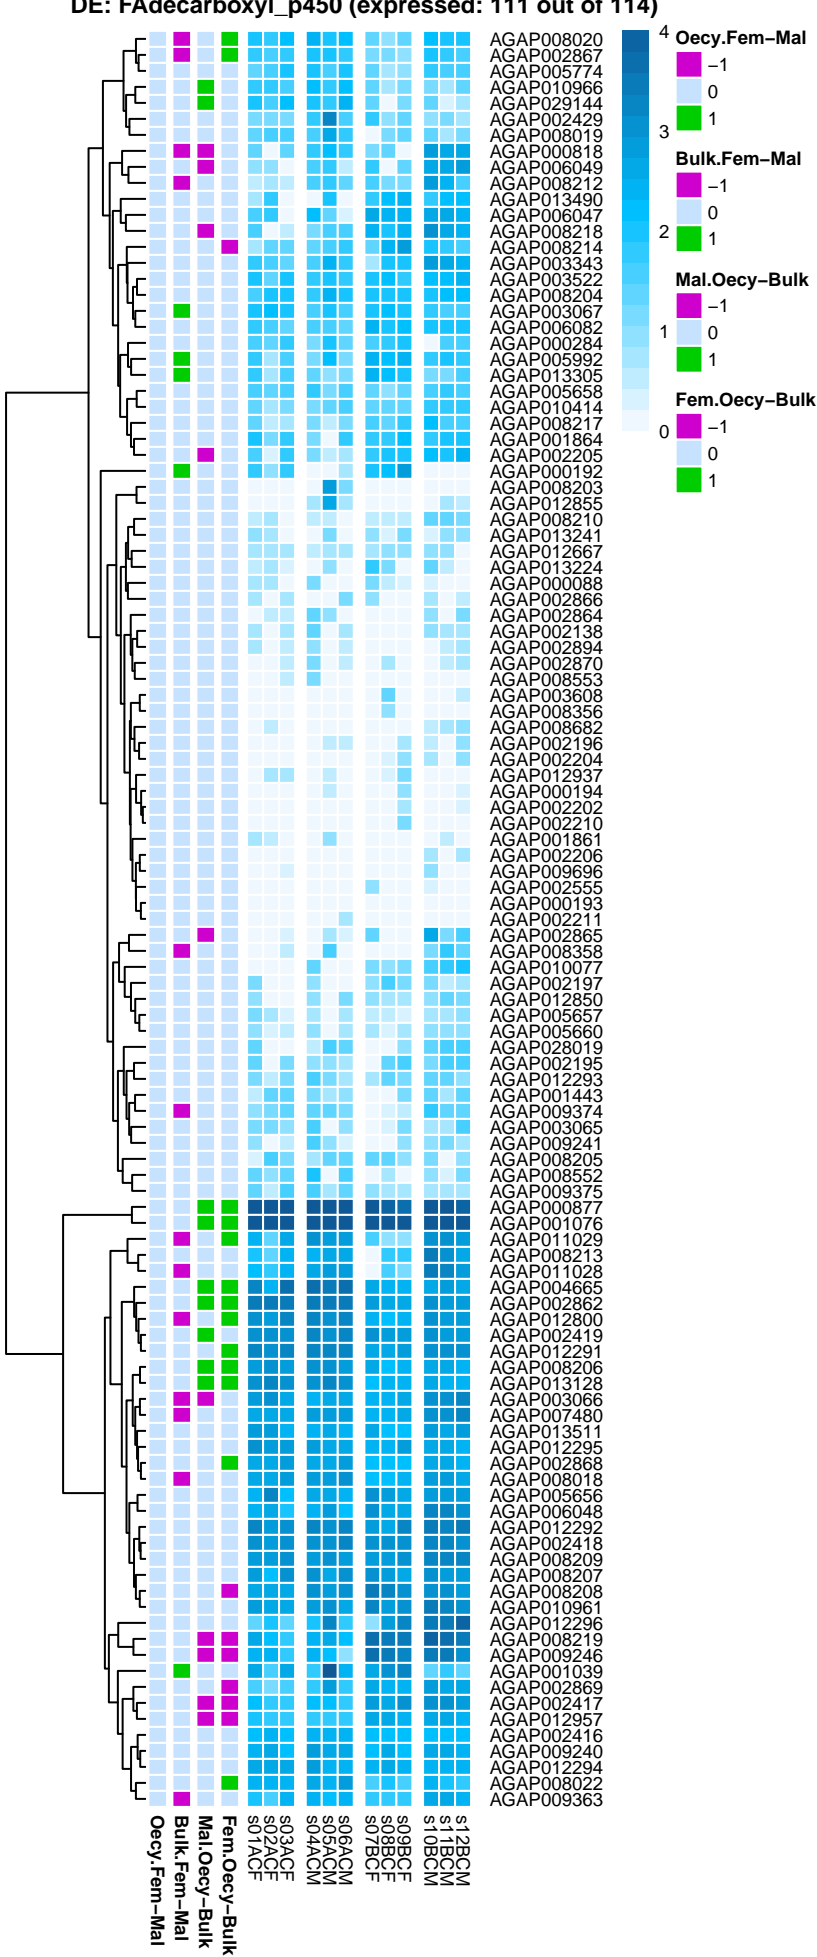 DE: FAdecarboxyl_p450 (expressed: 111 out of 114)
AGAP008020
AGAP002867
AGAP005774
AGAP010966
AGAP029144
AGAP002429
AGAP008019
AGAP000818
AGAP006049
AGAP008212
AGAP013490
AGAP006047
AGAP008218
AGAP008214
AGAP003343
AGAP003522
AGAP008204
AGAP003067
AGAP006082
AGAP000284
AGAP005992
AGAP013305
AGAP005658
AGAP010414
AGAP008217
AGAP001864
AGAP002205
AGAP000192
AGAP008203
AGAP012855
AGAP008210
AGAP013241
AGAP012667
AGAP013224
AGAP000088
AGAP002866
AGAP002864
AGAP002138
AGAP002894
AGAP002870
AGAP008553
AGAP003608
AGAP008356
AGAP008682
AGAP002196
AGAP002204
AGAP012937
AGAP000194
AGAP002202
AGAP002210
AGAP001861
AGAP002206
AGAP009696
AGAP002555
AGAP000193
AGAP002211
AGAP002865
AGAP008358
AGAP010077
AGAP002197
AGAP012850
AGAP005657
AGAP005660
AGAP028019
AGAP002195
AGAP012293
AGAP001443
AGAP009374
AGAP003065
AGAP009241
AGAP008205
AGAP008552
AGAP009375
AGAP000877
AGAP001076
AGAP011029
AGAP008213
AGAP011028
AGAP004665
AGAP002862
AGAP012800
AGAP002419
AGAP012291
AGAP008206
AGAP013128
AGAP003066
AGAP007480
AGAP013511
AGAP012295
AGAP002868
AGAP008018
AGAP005656
AGAP006048
AGAP012292
AGAP002418
AGAP008209
AGAP008207
AGAP008208
AGAP010961
AGAP012296
AGAP008219
AGAP009246
AGAP001039
AGAP002869
AGAP002417
AGAP012957
AGAP002416
AGAP009240
AGAP012294
AGAP008022
AGAP009363
Oecy.Fem−Mal
Bulk.Fem−Mal
Mal.Oecy−Bulk
Fem.Oecy−Bulk
s01ACF
s02ACF
s03ACF
s04ACM
s05ACM
s06ACM
s07BCF
s08BCF
s09BCF
s10BCM
s11BCM
s12BCM
4
3
2
1
0
Oecy.Fem−Mal
−1
0
1
Bulk.Fem−Mal
−1
0
1
Mal.Oecy−Bulk
−1
0
1
Fem.Oecy−Bulk
−1
0
1